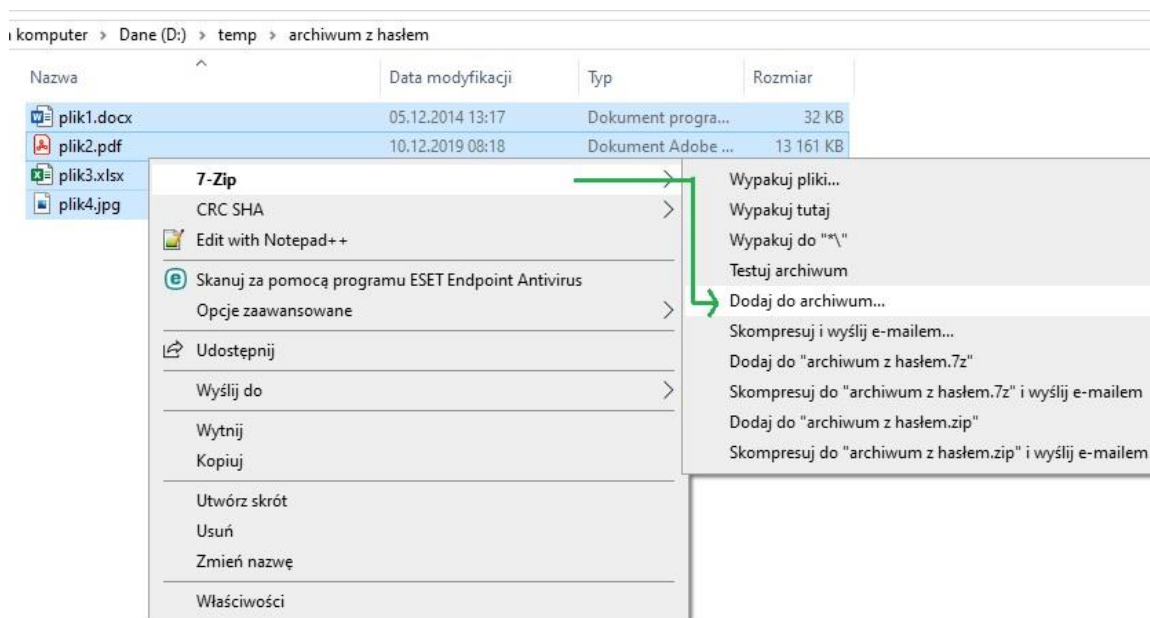 komputer > Dane (D:) > temp > archiwum z hasłem
Nazwa Data modyfikacji Typ Rozmiar
plik1.docx 05.12.2014 13:17 Dokument progra... 32 KB
plik2.pdf 10.12.2019 08:18 Dokument Adobe ... 13 161 KB
plik3.xlsx
plik4.jpg
7-Zip
CRC SHA
Edit with Notepad++
Skanuj za pomocą programu ESET Endpoint Antivirus
Opcje zaawansowane
Udostępnij
Wyślij do
Wytnij
Kopiuj
Utwórz skrót
Usuń
Zmień nazwę
Właściwości
Wypakuj pliki...
Wypakuj tutaj
Wypakuj do "*\"
Testuj archiwum
Dodaj do archiwum...
Skompresuj i wyślij e-mailem...
Dodaj do "archiwum z hasłem.7z"
Skompresuj do "archiwum z hasłem.7z" i wyślij e-mailem
Dodaj do "archiwum z hasłem.zip"
Skompresuj do "archiwum z hasłem.zip" i wyślij e-mailem